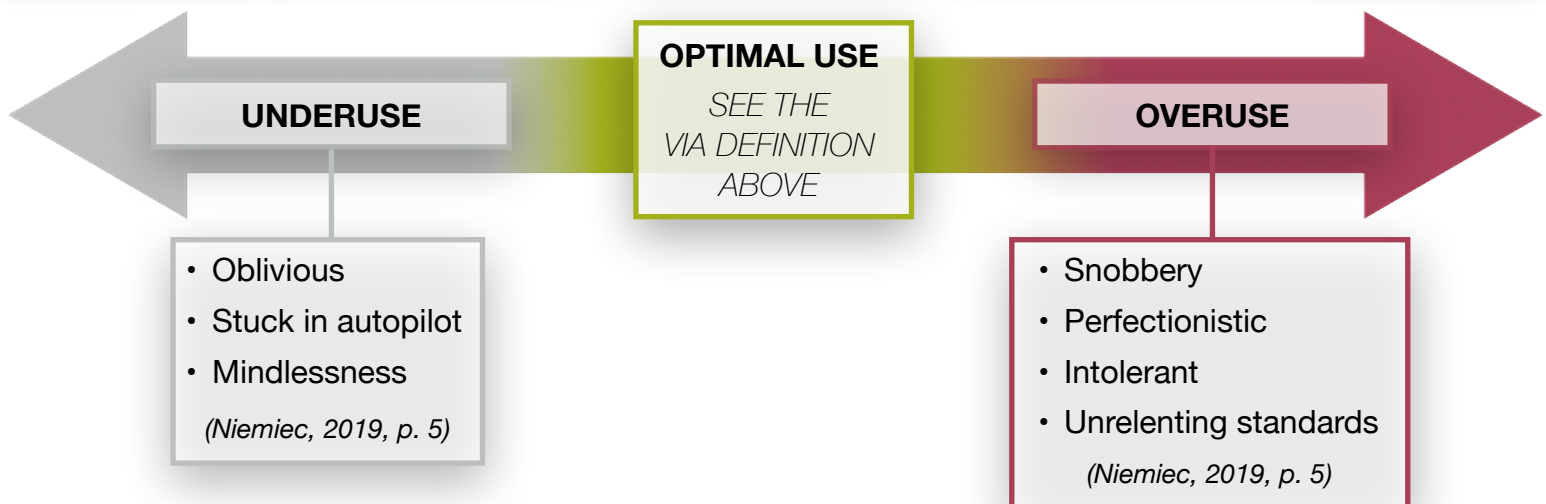 UNDERUSE
OPTIMAL USE
SEE THE
VIA DEFINITION
ABOVE
OVERUSE
• Oblivious
• Stuck in autopilot
• Mindlessness
(Niemiec, 2019, p. 5)
• Snobbery
• Perfectionistic
• Intolerant
• Unrelenting standards
(Niemiec, 2019, p. 5)